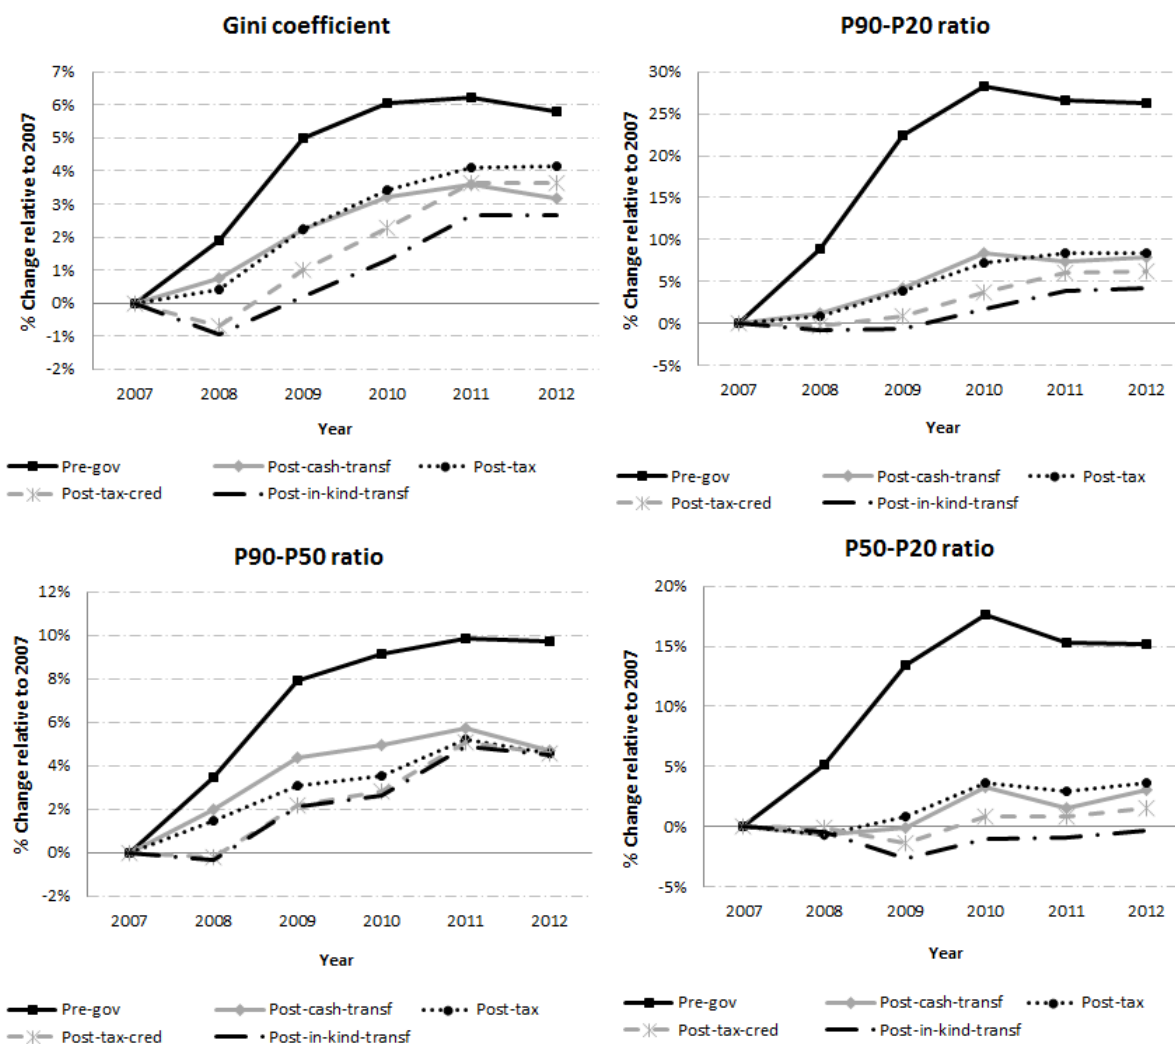 Gini coefficient
% Change relative to 2007
7%
6%
5%
4%
3%
2%
1%
0%
-1%
-2%
2007 2008 2009 2010 2011 2012
Year
Pre-gov Post-cash-transf Post-tax
Post-tax-cred Post-in-kind-transf
P90-P20 ratio
% Change relative to 2007
30%
25%
20%
15%
10%
5%
0%
-5%
2007 2008 2009 2010 2011 2012
Year
Pre-gov Post-cash-transf Post-tax
Post-tax-cred Post-in-kind-transf
P90-P50 ratio
% Change relative to 2007
12%
10%
8%
6%
4%
2%
0%
-2%
2007 2008 2009 2010 2011 2012
Year
Pre-gov Post-cash-transf Post-tax
Post-tax-cred Post-in-kind-transf
P50-P20 ratio
% Change relative to 2007
20%
15%
10%
5%
0%
-5%
2007 2008 2009 2010 2011 2012
Year
Pre-gov Post-cash-transf Post-tax
Post-tax-cred Post-in-kind-transf